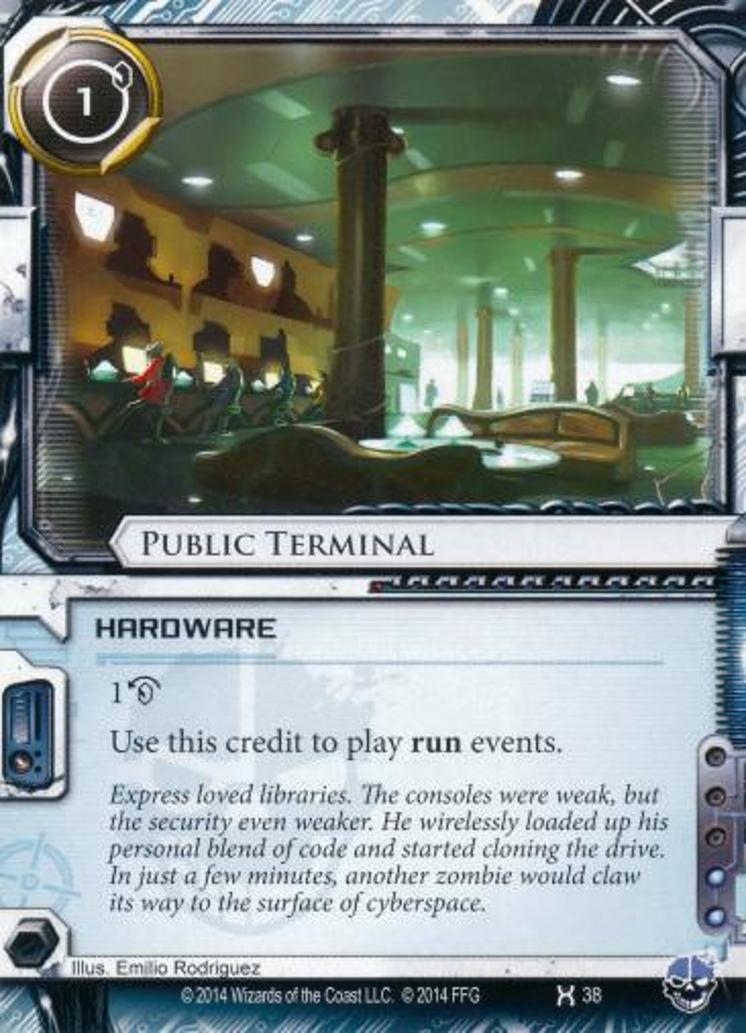 1
PUBLIC TERMINAL
HARDWARE
1
Use this credit to play run events.
Express loved libraries. The consoles were weak, but
the security even weaker. He wirelessly loaded up his
personal blend of code and started cloning the drive.
In just a few minutes, another zombie would claw
its way to the surface of cyberspace.
Illus. Emilio Rodriguez
© 2014 Wizards of the Coast LLC. © 2014 FFG 38